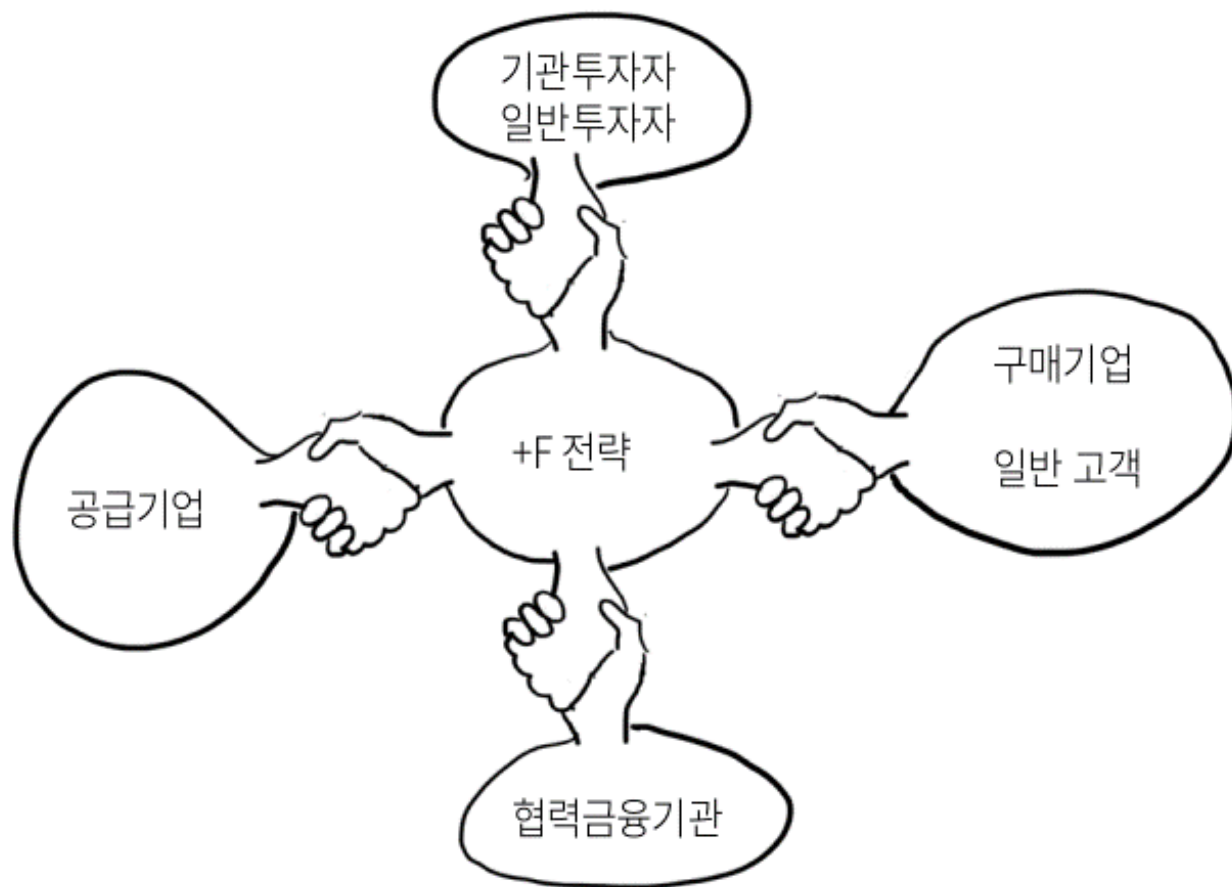 기관투자자
일반투자자
구매기업
일반 고객
+F 전략
공급기업
협력금융기관